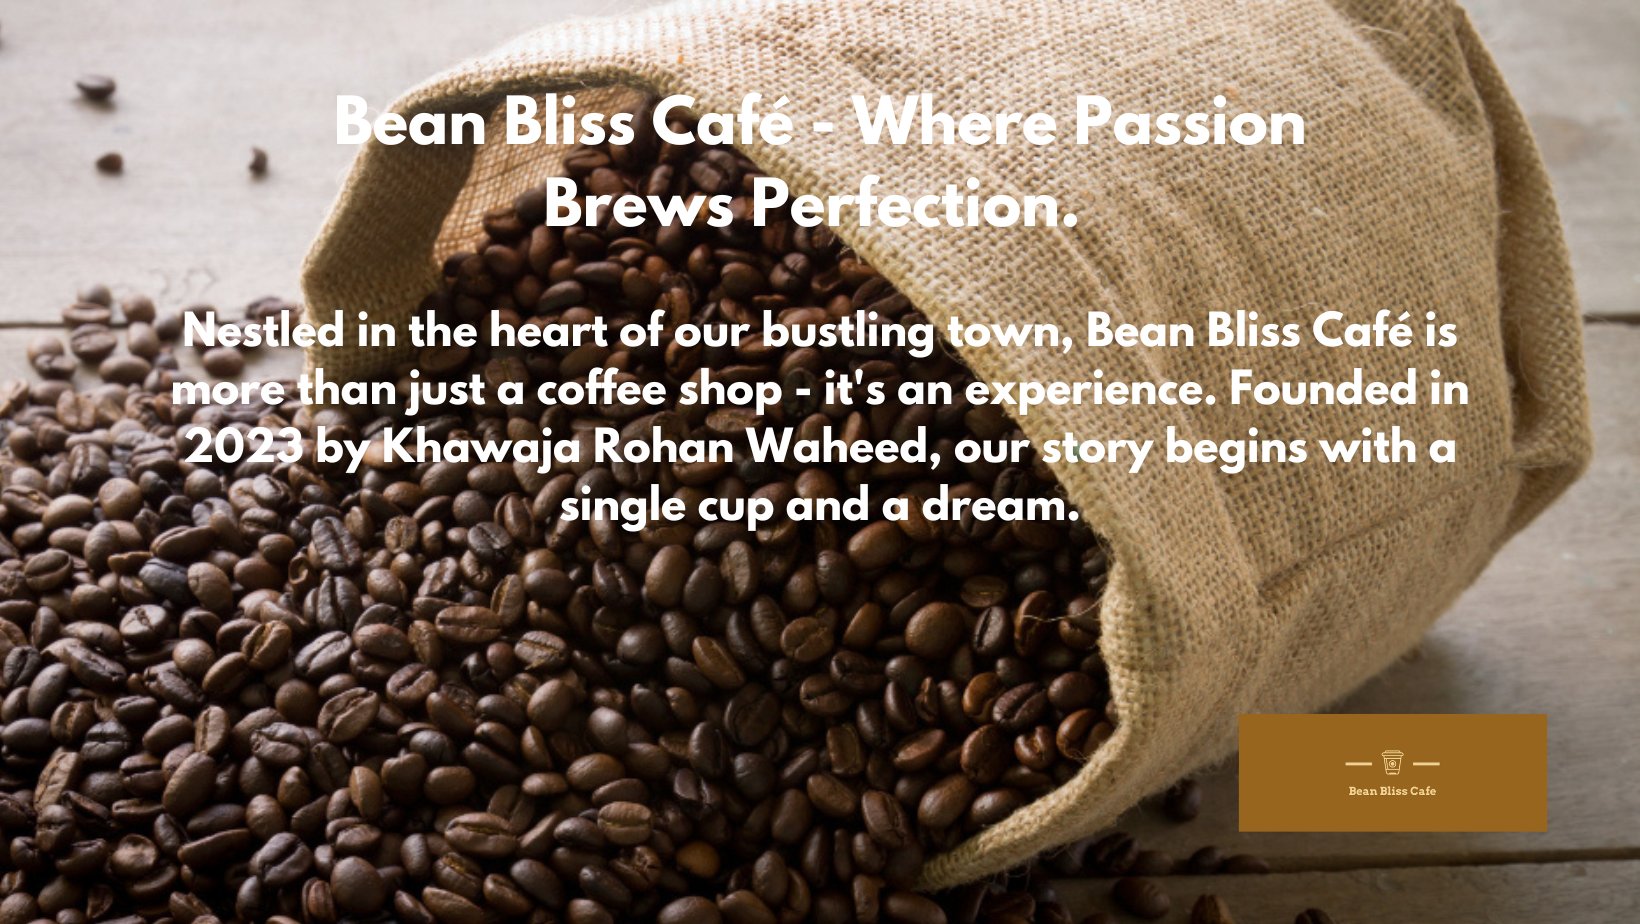 Bean Bliss Café - Where Passion
Brews Perfection.
Nestled in the heart of our bustling town, Bean Bliss Café is
more than just a coffee shop - it's an experience. Founded in
2023 by Khawaja Rohan Waheed, our story begins with a
single cup and a dream.
Bean Bliss Cafe